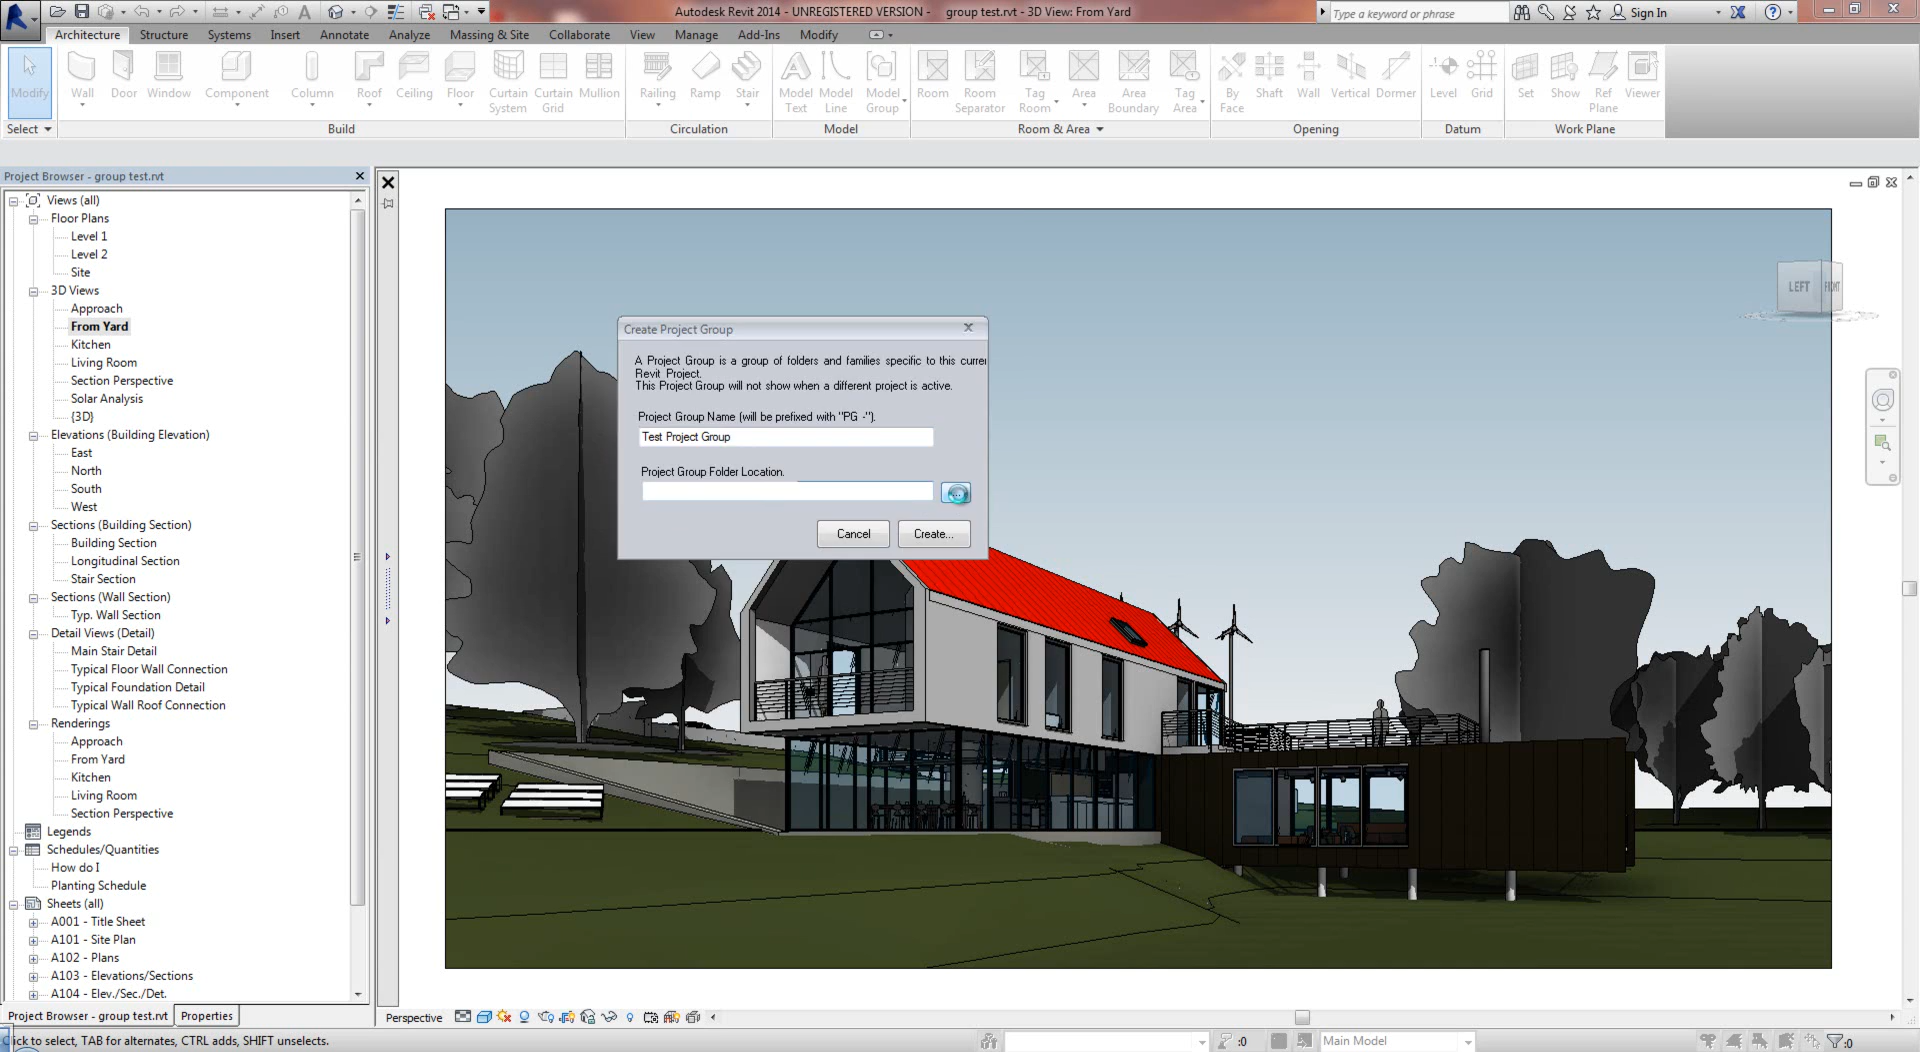 Autodesk Revit 2014 - UNREGISTERED VERSION - group test.rvt - 3D View: From Yard
Type a keyword or phrase
Sign In
Architecture Structure Systems Insert Annotate Analyze Massing & Site Collaborate View Manage Add-Ins Modify
Modify Wall Door Window Component Column Roof Ceiling Floor Curtain System Curtain Grid Mullion Railing Ramp Stair Model Text Model Line Model Group Room Room Separator Tag Room Area Area Boundary Tag Area By Face Shaft Wall Vertical Dormer Level Grid Set Show Ref Plane Viewer
Select Build Circulation Model Room & Area Opening Datum Work Plane
Project Browser - group test.rvt
Views (all)
Floor Plans
Level 1
Level 2
Site
3D Views
Approach
From Yard
Kitchen
Living Room
Section Perspective
Solar Analysis
{3D}
Elevations (Building Elevation)
East
North
South
West
Sections (Building Section)
Building Section
Longitudinal Section
Stair Section
Sections (Wall Section)
Typ. Wall Section
Detail Views (Detail)
Main Stair Detail
Typical Floor Wall Connection
Typical Foundation Detail
Typical Wall Roof Connection
Renderings
Approach
From Yard
Kitchen
Living Room
Section Perspective
Legends
Schedules/Quantities
How do I
Planting Schedule
Sheets (all)
A001 - Title Sheet
A101 - Site Plan
A102 - Plans
A103 - Elevations/Sections
A104 - Elev./Sec./Det.
Project Browser - group test.rvt Properties
LEFT FRONT
Create Project Group
A Project Group is a group of folders and families specific to this curre
Revit Project.
This Project Group will not show when a different project is active.
Project Group Name (will be prefixed with "PG -").
Test Project Group
Project Group Folder Location.
Cancel Create...
Perspective
ick to select, TAB for alternates, CTRL adds, SHIFT unselects.
:0
Main Model
:0